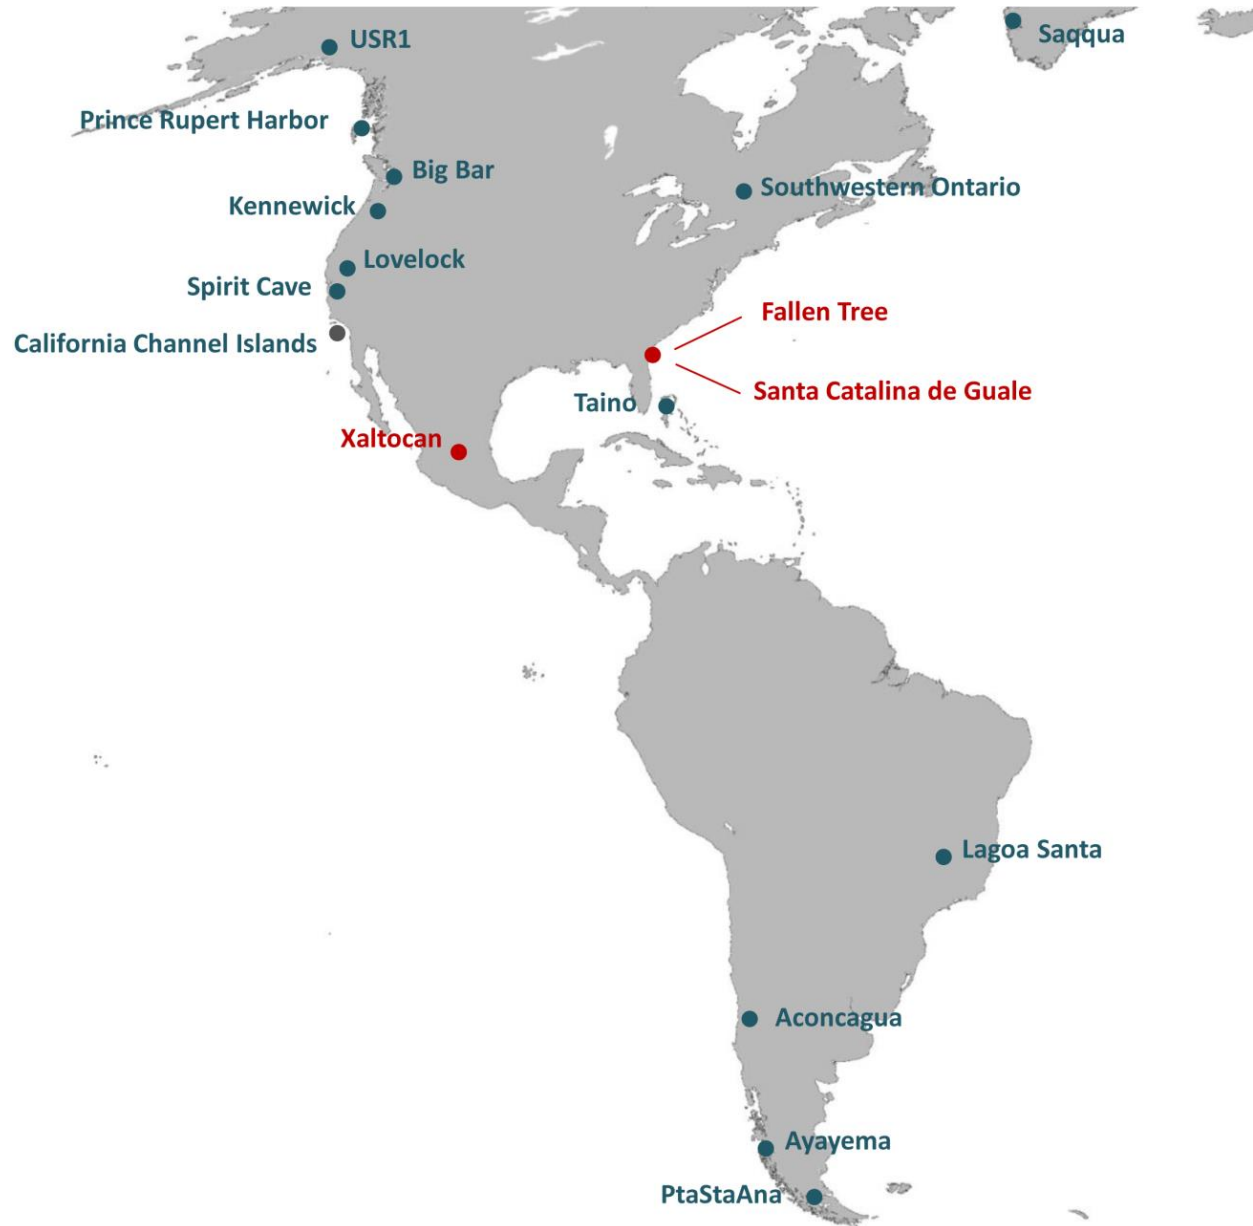 USR1
Saqqua
Prince Rupert Harbor
Big Bar
Southwestern Ontario
Kennewick
Lovelock
Spirit Cave
Fallen Tree
California Channel Islands
Santa Catalina de Guale
Taino
Xaltocan
Lagoa Santa
Aconcagua
Ayayema
PtaStaAna